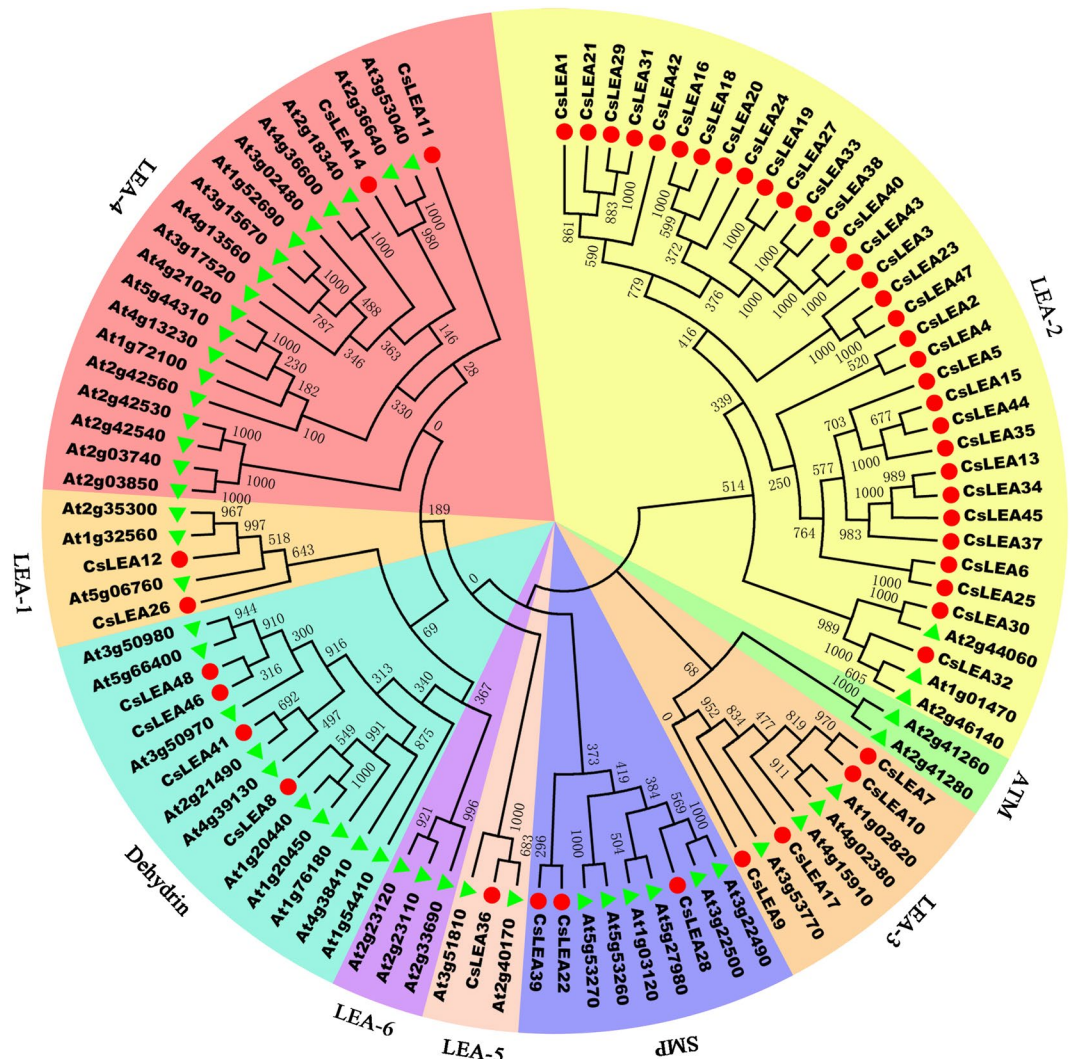 CsLEA1
CsLEA21
CsLEA29
CsLEA31
CsLEA42
CsLEA16
CsLEA18
CsLEA20
CsLEA24
CsLEA19
CsLEA27
CsLEA33
CsLEA38
CsLEA40
CsLEA43
CsLEA3
CsLEA23
CsLEA47
CsLEA2
CsLEA4
CsLEA5
CsLEA15
CsLEA44
CsLEA35
CsLEA13
CsLEA34
CsLEA45
CsLEA37
CsLEA6
CsLEA25
CsLEA30
At2g44060
CsLEA32
At1g01470
At2g46140
LEA-2
At2g41260
At2g41280
ATM
CsLEA7
CsLEA10
At1g02820
At4g02380
At4g15910
CsLEA17
At3g53770
CsLEA9
LEA-3
At3g22490
At3g22500
CsLEA28
At5g27980
At1g03120
At5g53260
At5g53270
CsLEA22
CsLEA39
SMP
At2g40170
CsLEA36
At3g51810
LEA-5
At2g33690
At2g23110
At2g23120
LEA-6
At1g54410
At4g38410
At1g76180
At1g20450
At1g20440
CsLEA8
At4g39130
At2g21490
CsLEA41
At3g50970
CsLEA46
CsLEA48
At5g66400
At3g50980
Dehydrin
CsLEA26
At5g06760
CsLEA12
At1g32560
At2g35300
LEA-1
At2g03850
At2g03740
At2g42540
At2g42530
At2g42560
At1g72100
At4g13230
At5g44310
At4g21020
At3g17520
At4g13560
At3g15670
At1g52690
At3g02480
At4g36600
At2g18340
CsLEA14
At2g36640
At3g53040
CsLEA11
LEA-4
861
883
1000
590
1000
599
372
779
376
1000
1000
1000
1000
1000
416
1000
1000
520
339
703
677
1000
577
250
989
1000
983
764
514
1000
1000
989
1000
605
1000
68
0
952
834
477
819
970
911
373
419
384
569
1000
504
1000
296
1000
683
996
921
367
340
875
313
991
1000
549
916
497
692
300
316
910
944
69
643
518
997
967
189
0
0
1000
1000
1000
100
182
230
1000
330
28
146
363
346
488
787
1000
1000
980
1000